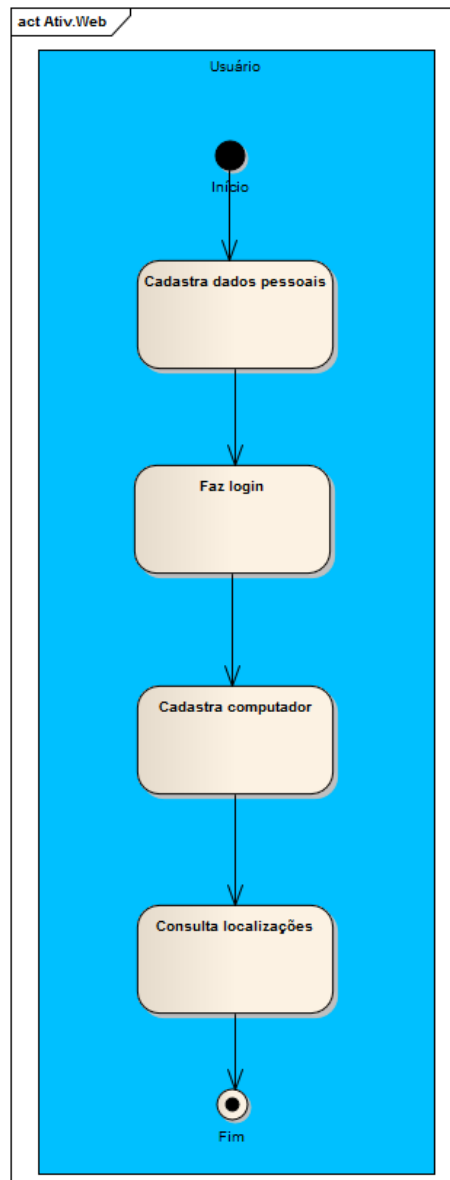 act Ativ.Web
Usuário
Início
Cadastra dados pessoais
Faz login
Cadastra computador
Consulta localizações
Fim